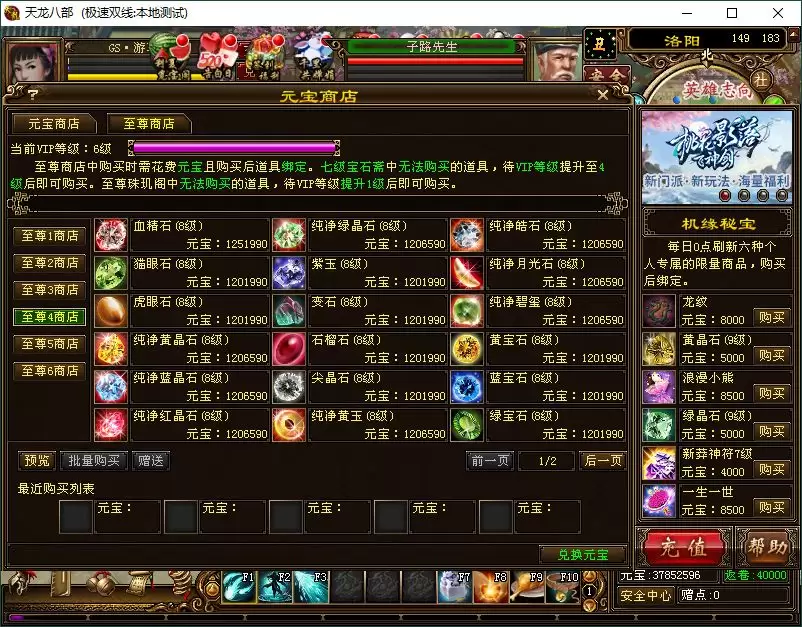 天龙八部 (极速双线:本地测试)
GS·游
子路先生
丑
洛阳
149 183
北
安全
英雄志向
社
元宝商店
元宝商店
至尊商店
当前VIP等级：6级
至尊商店中购买时需花费元宝且购买后道具绑定。七级宝石斋中无法购买的道具，待VIP等级提升至4
级后即可购买。至尊珠玑阁中无法购买的道具，待VIP等级提升1级后即可购买。
至尊1商店
至尊2商店
至尊3商店
至尊4商店
至尊5商店
至尊6商店
血精石(8级)
元宝：1251990
纯净绿晶石(8级)
元宝：1206590
纯净皓石(8级)
元宝：1206590
猫眼石(8级)
元宝：1201990
紫玉(8级)
元宝：1201990
纯净月光石(8级)
元宝：1206590
虎眼石(8级)
元宝：1201990
变石(8级)
元宝：1201990
纯净碧玺(8级)
元宝：1206590
纯净黄晶石(8级)
元宝：1206590
石榴石(8级)
元宝：1201990
黄宝石(8级)
元宝：1201990
纯净蓝晶石(8级)
元宝：1206590
尖晶石(8级)
元宝：1201990
蓝宝石(8级)
元宝：1201990
纯净红晶石(8级)
元宝：1206590
纯净黄玉(8级)
元宝：1206590
绿宝石(8级)
元宝：1201990
预览
批量购买
赠送
前一页
1/2
后一页
最近购买列表
元宝：
元宝：
元宝：
元宝：
元宝：
兑换元宝
新门派·新玩法·海量福利
机缘秘宝
每日0点刷新六种个
人专属的限量商品，购买
后绑定。
龙纹
元宝：8000
购买
黄晶石(9级)
元宝：5000
购买
浪漫小熊
元宝：8500
购买
绿晶石(9级)
元宝：5000
购买
新莽神符7级
元宝：4000
购买
一生一世
元宝：8500
购买
充值
帮助
元宝:37852596
返卷:40000
安全中心
赠点:0
F1
F2
F3
F7
F8
F9
F10
1